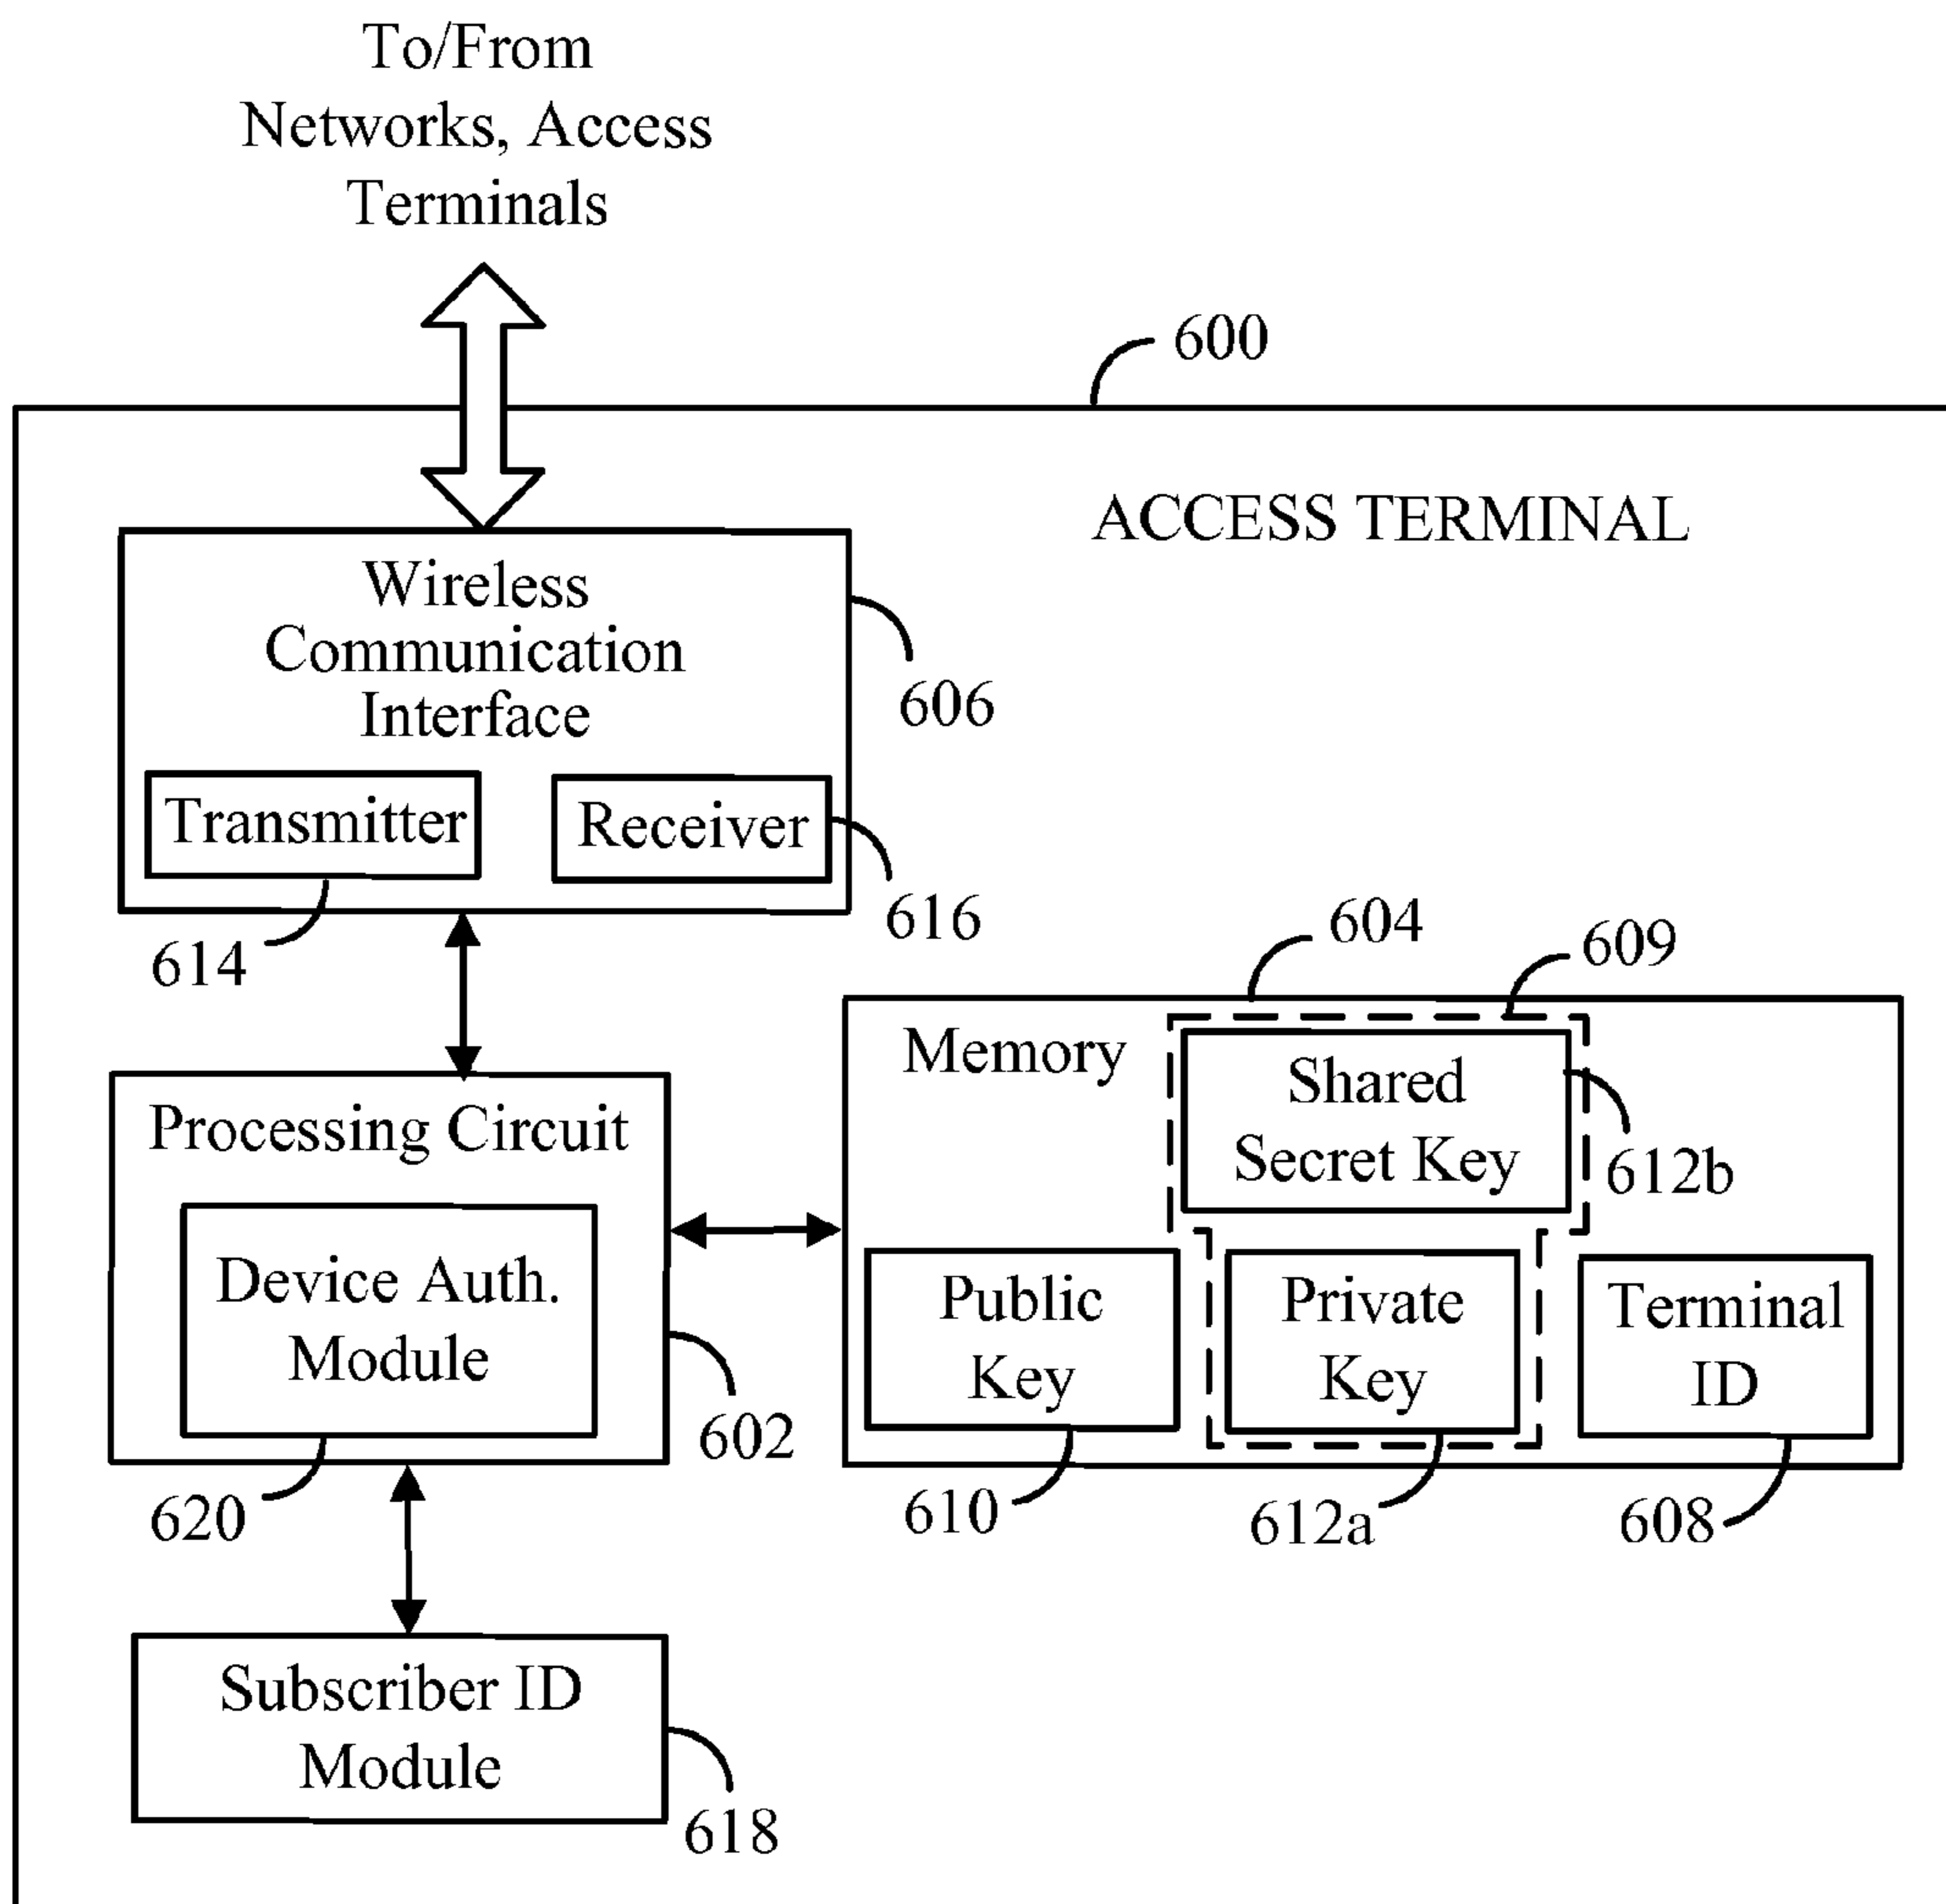 To/From
Networks, Access
Terminals
600
ACCESS TERMINAL
Wireless
Communication
Interface
606
Transmitter
Receiver
614
616
604
609
Memory
Shared
Secret Key
612b
Processing Circuit
Device Auth.
Module
602
620
Public
Key
Private
Key
Terminal
ID
610
612a
608
Subscriber ID
Module
618